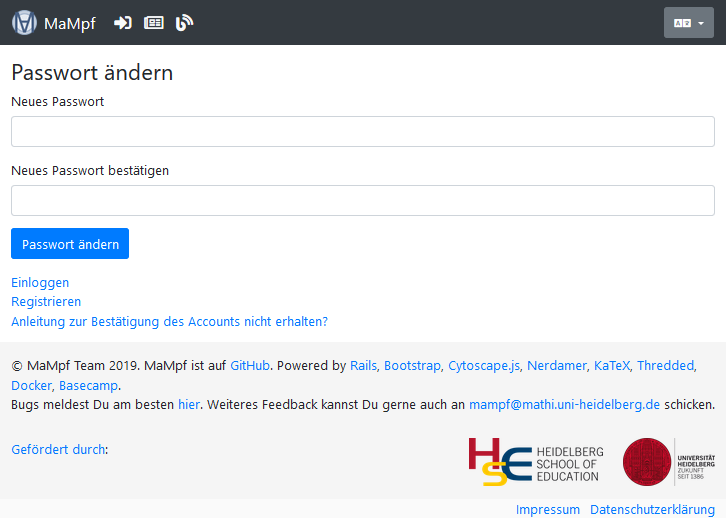 MaMpf
Passwort ändern
Neues Passwort
Neues Passwort bestätigen
Passwort ändern
Einloggen
Registrieren
Anleitung zur Bestätigung des Accounts nicht erhalten?
© MaMpf Team 2019. MaMpf ist auf GitHub. Powered by Rails, Bootstrap, Cytoscape.js, Nerdamer, KaTeX, Thredded,
Docker, Basecamp.
Bugs meldest Du am besten hier. Weiteres Feedback kannst Du gerne auch an mampf@mathi.uni-heidelberg.de schicken.
Gefördert durch:
HSE
HEIDELBERG
SCHOOL OF
EDUCATION
UNIVERSITÄT
HEIDELBERG
ZUKUNFT
SEIT 1386
Impressum Datenschutzerklärung